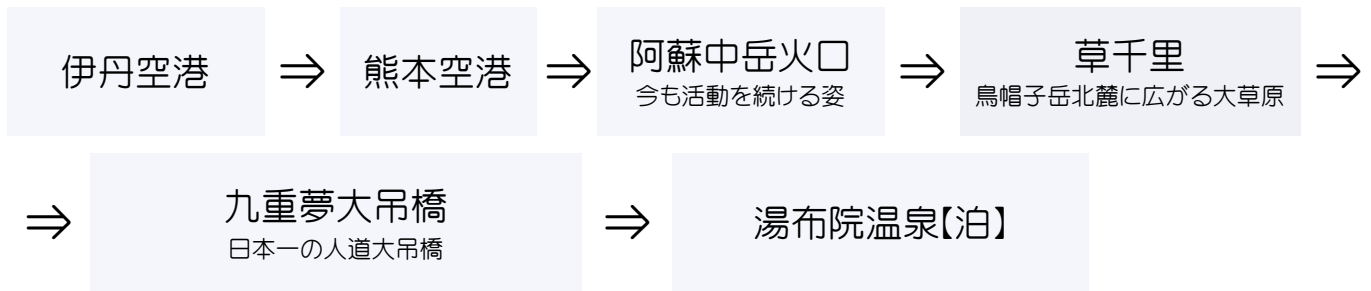 伊丹空港 ⇒ 熊本空港 ⇒ 阿蘇中岳火口 ⇒ 草千里 ⇒
今も活動を続ける姿
烏帽子岳北麓に広がる大草原
⇒ 九重夢大吊橋 ⇒ 湯布院温泉【泊】
日本一の人道大吊橋